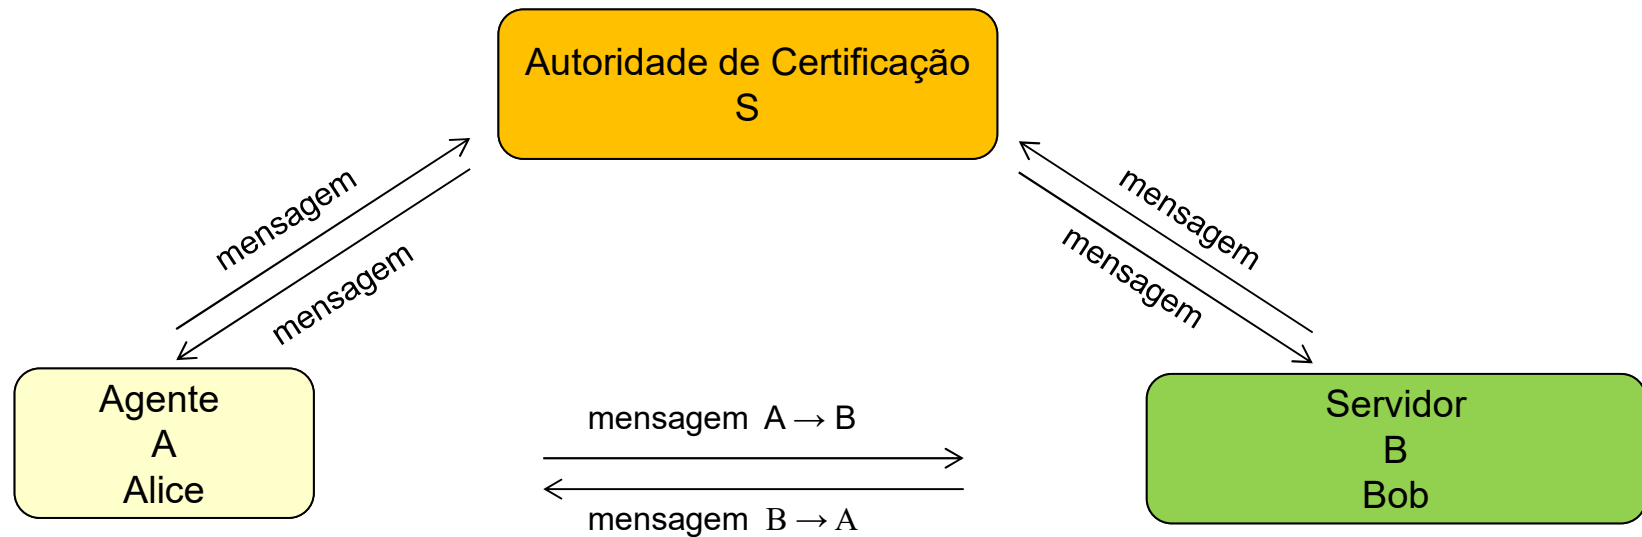 Autoridade de Certificação
S
mensagem
mensagem
mensagem
mensagem
Agente
A
Alice
mensagem A → B
mensagem B → A
Servidor
B
Bob